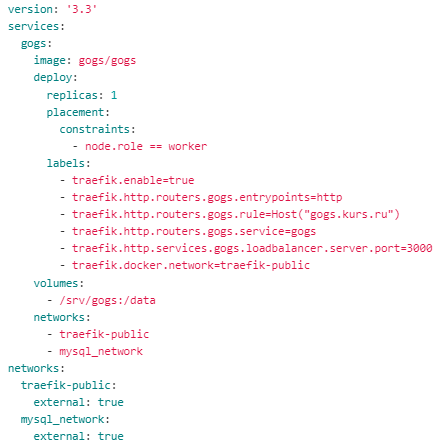 version: '3.3'
services:
  gogs:
    image: gogs/gogs
    deploy:
      replicas: 1
      placement:
        constraints:
          - node.role == worker
      labels:
        - traefik.enable=true
        - traefik.http.routers.gogs.entrypoints=http
        - traefik.http.routers.gogs.rule=Host("gogs.kurs.ru")
        - traefik.http.routers.gogs.service=gogs
        - traefik.http.services.gogs.loadbalancer.server.port=3000
        - traefik.docker.network=traefik-public
    volumes:
      - /srv/gogs:/data
    networks:
      - traefik-public
      - mysql_network
networks:
  traefik-public:
    external: true
  mysql_network:
    external: true